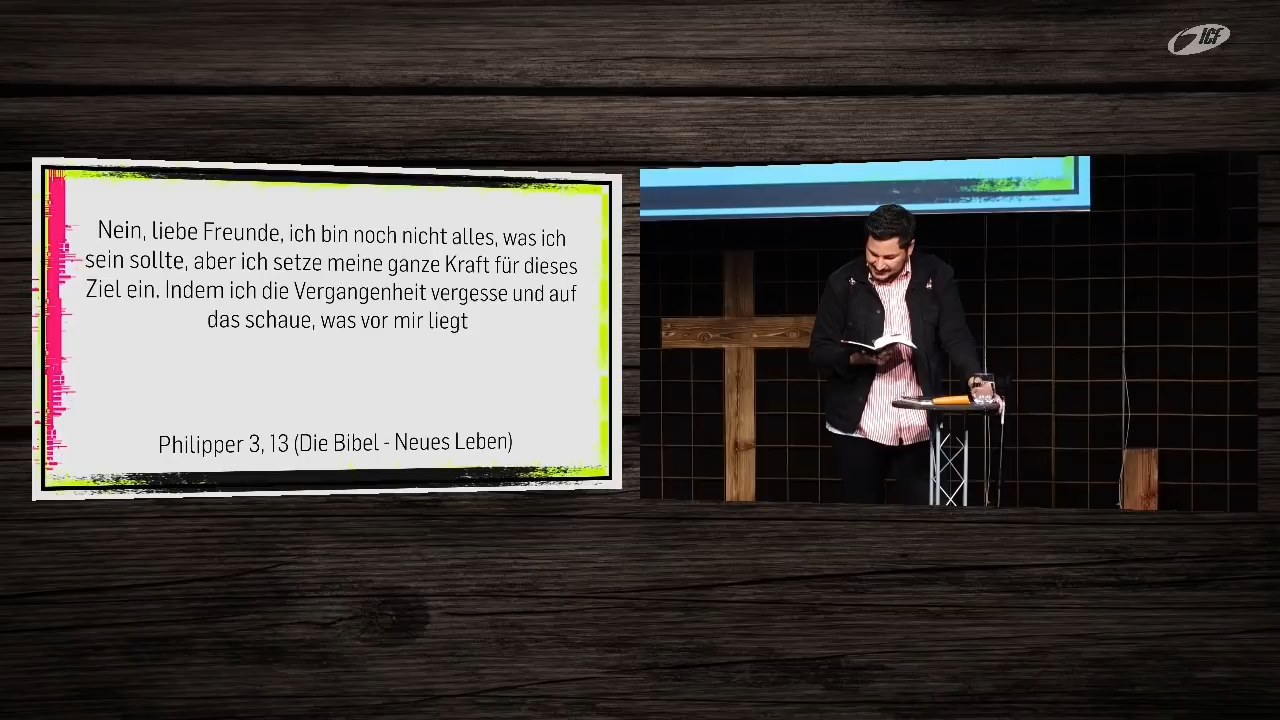 ICF
Nein, liebe Freunde, ich bin noch nicht alles, was ich
sein sollte, aber ich setze meine ganze Kraft für dieses
Ziel ein. Indem ich die Vergangenheit vergesse und auf
das schaue, was vor mir liegt
Philipper 3, 13 (Die Bibel - Neues Leben)